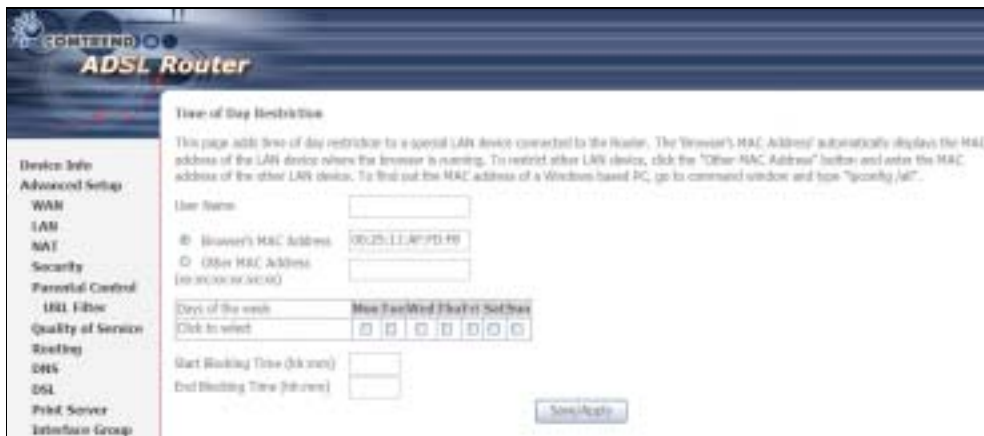 COMTREND
ADSL Router
Time of Day Restriction
This page adds time of day restriction to a special LAN device connected to the Router. The 'Browser's MAC Address' automatically displays the MAC
address of the LAN device where the browser is running. To restrict other LAN device, click the "Other MAC Address" button and enter the MAC
address of the other LAN device. To find out the MAC address of a Windows based PC, go to command window and type "ipconfig /all".
Device Info
Advanced Setup
WAN
LAN
NAT
Security
Parental Control
URL Filter
Quality of Service
Routing
DNS
DSL
Print Server
Interface Group
User Name
Browser's MAC Address
Other MAC Address
(xx:xx:xx:xx:xx:xx)
Days of the week Mon Tue Wed Thu Fri Sat Sun
Click to select
Start Blocking Time (hh:mm)
End Blocking Time (hh:mm)
Save/Apply